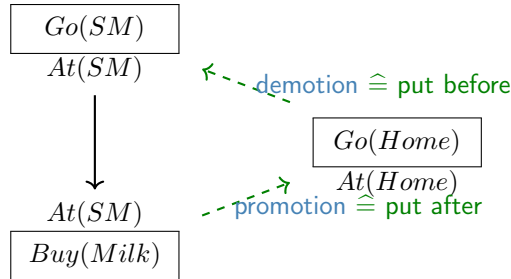 Go(SM)
At(SM)
demotion ≙ put before
Go(Home)
At(Home)
At(SM)
promotion ≙ put after
Buy(Milk)